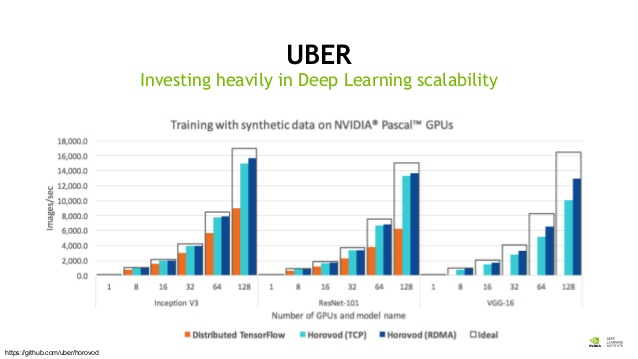 UBER
Investing heavily in Deep Learning scalability
Training with synthetic data on NVIDIA® Pascal™ GPUs
Images/sec
18,000.0
16,000.0
14,000.0
12,000.0
10,000.0
8,000.0
6,000.0
4,000.0
2,000.0
0.0
1 8 16 32 64 128 1 8 16 32 64 128 1 8 16 32 64 128
Inception V3 ResNet-101 VGG-16
Number of GPUs and model name
Distributed TensorFlow Horovod (TCP) Horovod (RDMA) Ideal
https://github.com/uber/horovod
NVIDIA
DEEP
LEARNING
INSTITUTE